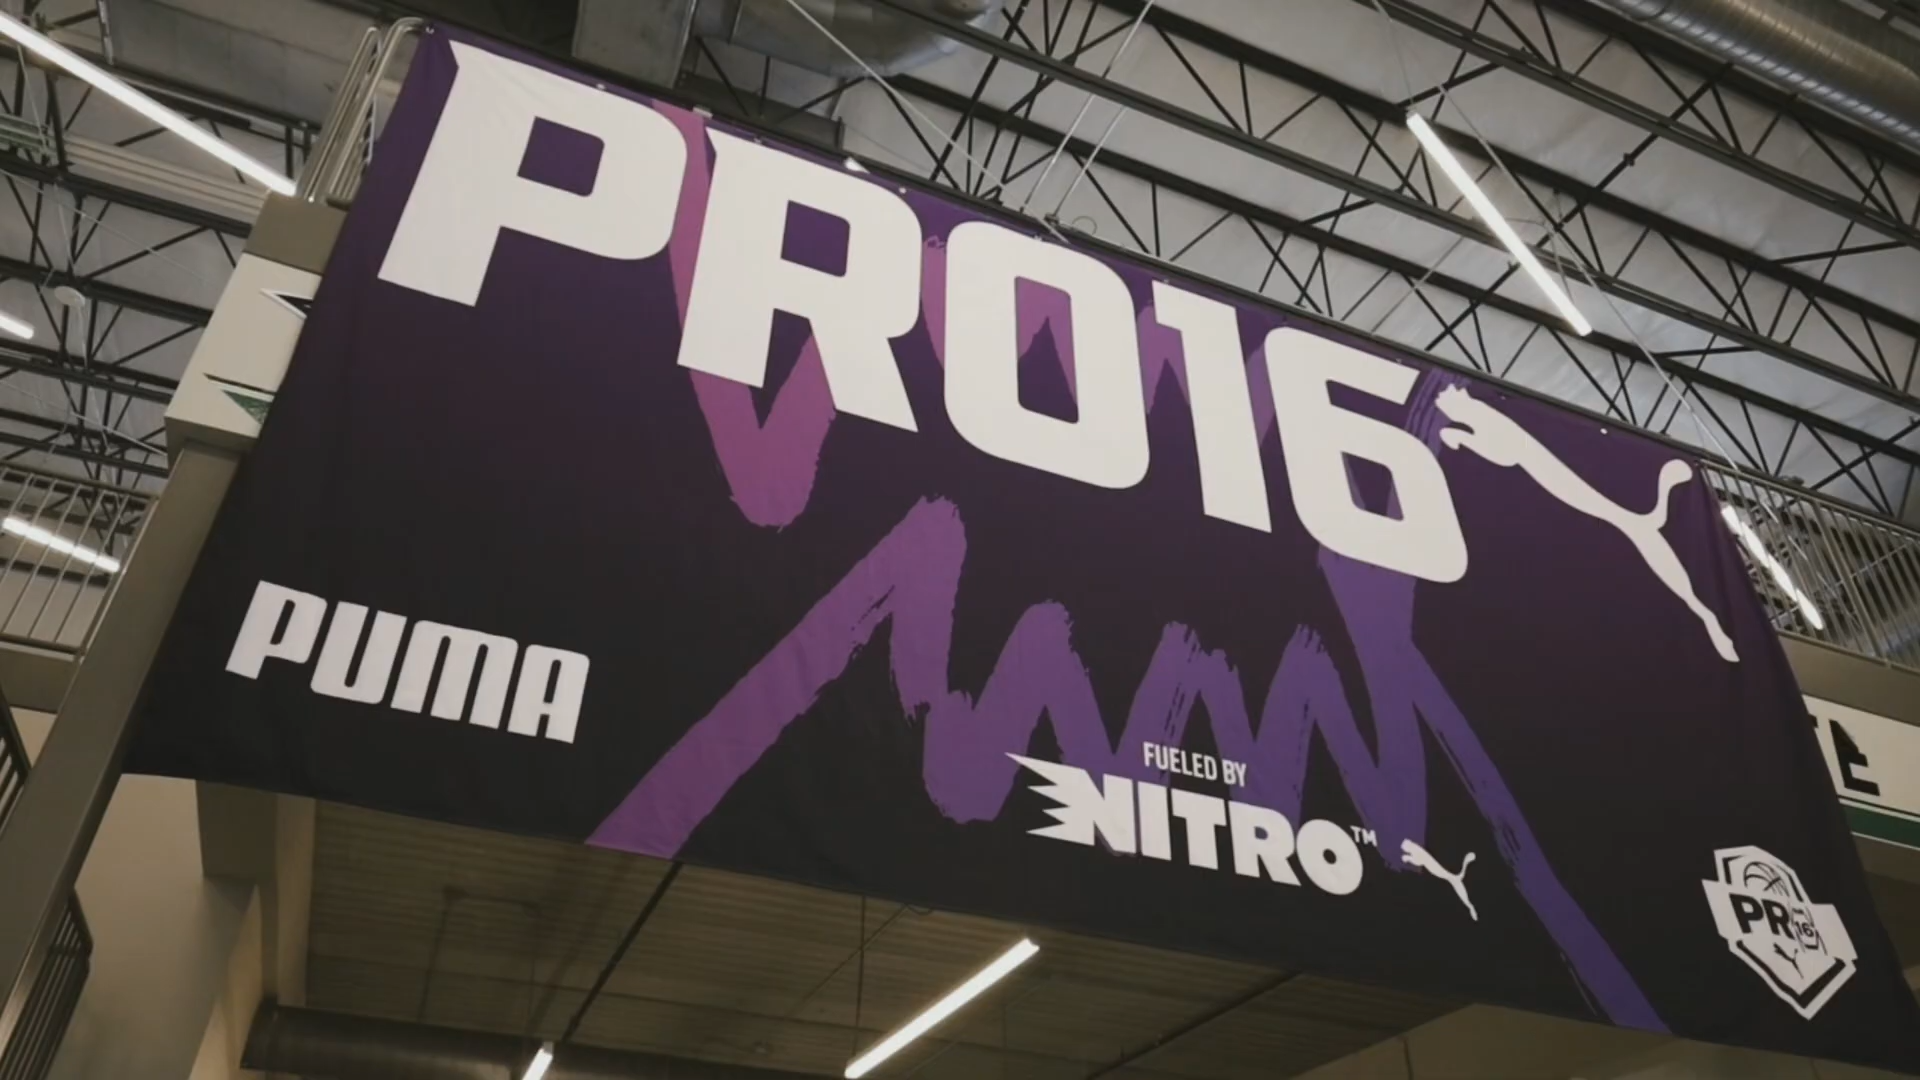 PRO16
PUMA
FUELED BY
NITRO™
PR16